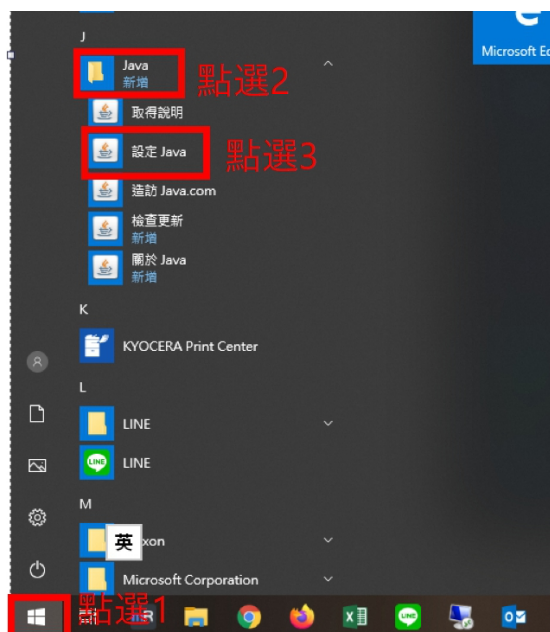 J
Microsoft Ed
Java
新增
點選2
取得說明
設定 Java
點選3
造訪 Java.com
檢查更新
新增
關於 Java
新增
K
KYOCERA Print Center
L
LINE
LINE
LINE
M
英 xon
Microsoft Corporation
點選1
LINE